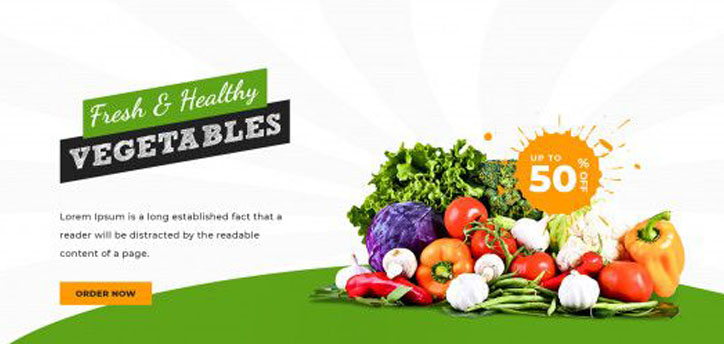 Fresh & Healthy
VEGETABLES
Lorem Ipsum is a long established fact that a
reader will be distracted by the readable
content of a page.
ORDER NOW
UP TO
50% OFF